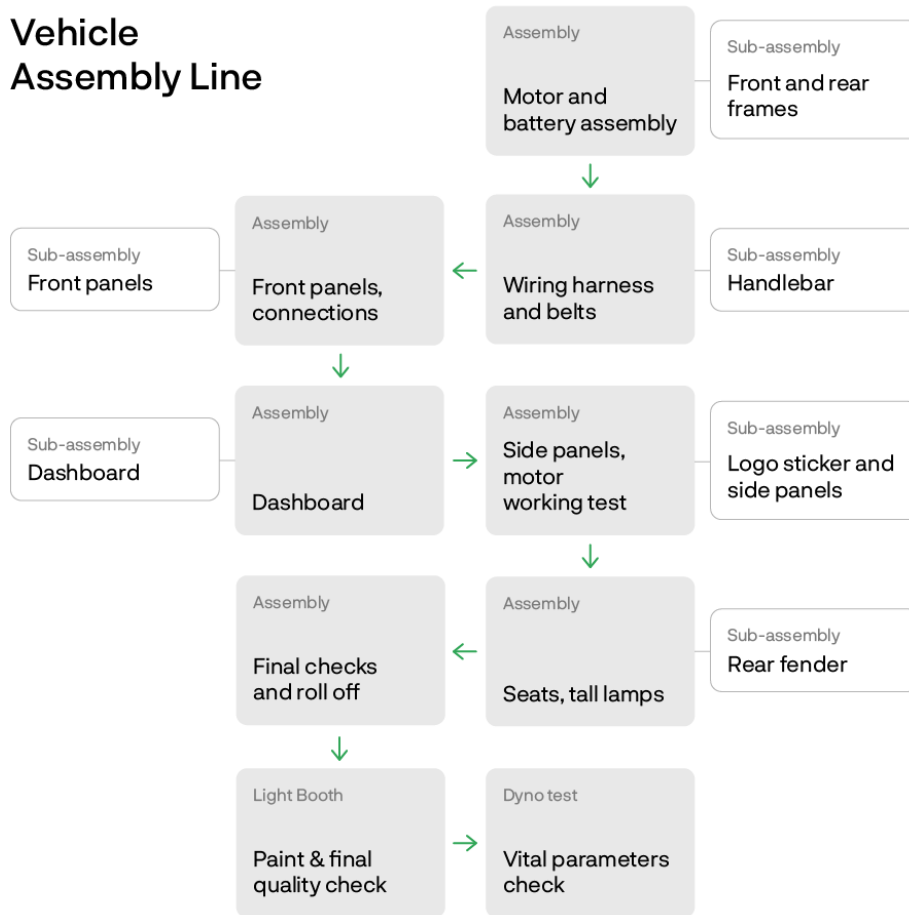 Vehicle
Assembly Line
Assembly
Motor and
battery assembly
Sub-assembly
Front and rear
frames
Sub-assembly
Front panels
Assembly
Front panels,
connections
Assembly
Wiring harness
and belts
Sub-assembly
Handlebar
Sub-assembly
Dashboard
Assembly
Dashboard
Assembly
Side panels,
motor
working test
Sub-assembly
Logo sticker and
side panels
Assembly
Final checks
and roll off
Assembly
Seats, tall lamps
Sub-assembly
Rear fender
Light Booth
Paint & final
quality check
Dyno test
Vital parameters
check